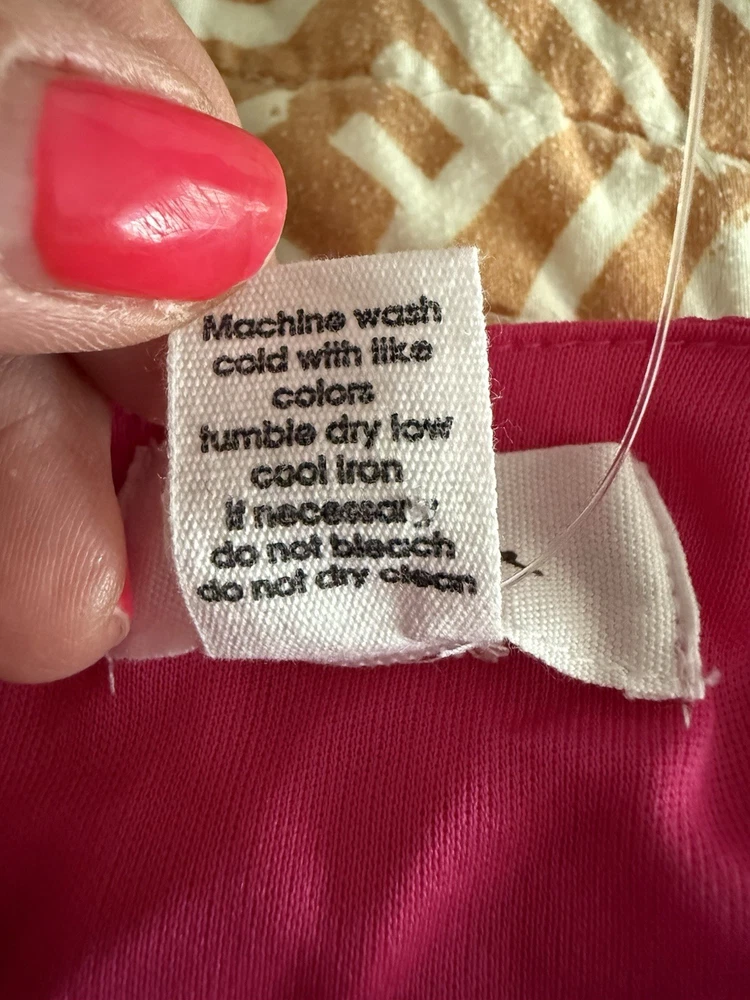 Machine wash
cold with like
colors
tumble dry low
cool iron
if necessary
do not bleach
do not dry clean